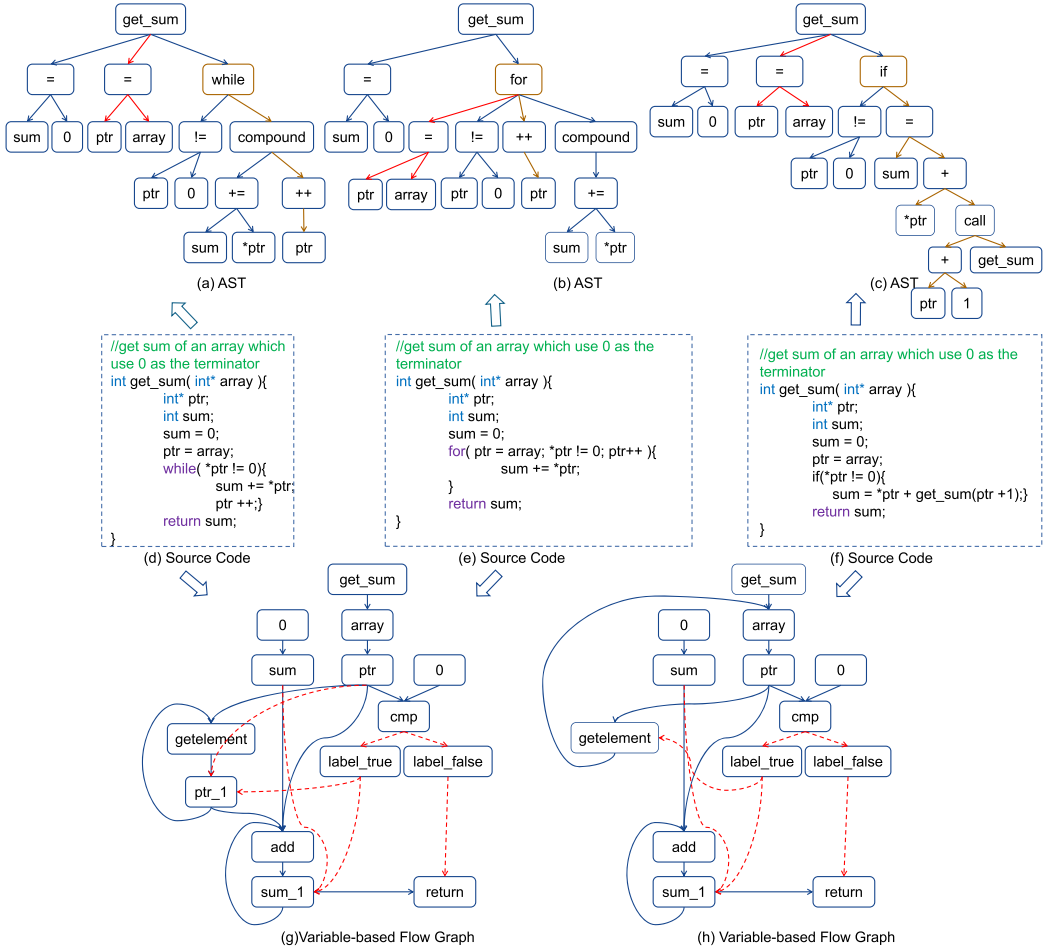 get_sum
= = while
sum 0 ptr array != compound
ptr 0 += ++
sum *ptr ptr
(a) AST
get_sum
= for
sum 0 = != ++ compound
ptr array ptr 0 ptr +=
sum *ptr
(b) AST
get_sum
= = if
sum 0 ptr array != =
ptr 0 sum +
*ptr call
+ get_sum
ptr 1
(c) AST
//get sum of an array which
use 0 as the terminator
int get_sum( int* array ){
int* ptr;
int sum;
sum = 0;
ptr = array;
while( *ptr != 0){
sum += *ptr;
ptr ++;}
return sum;
}
(d) Source Code
//get sum of an array which use 0 as the
terminator
int get_sum( int* array ){
int* ptr;
int sum;
sum = 0;
for( ptr = array; *ptr != 0; ptr++ ){
sum += *ptr;
}
return sum;
}
(e) Source Code
//get sum of an array which use 0 as the
terminator
int get_sum( int* array ){
int* ptr;
int sum;
sum = 0;
ptr = array;
if(*ptr != 0){
sum = *ptr + get_sum(ptr +1);}
return sum;
}
(f) Source Code
get_sum
0 array
sum ptr 0
cmp
getelement label_true label_false
ptr_1
add
sum_1 return
(g)Variable-based Flow Graph
get_sum
0 array
sum ptr 0
cmp
getelement label_true label_false
add
sum_1 return
(h) Variable-based Flow Graph